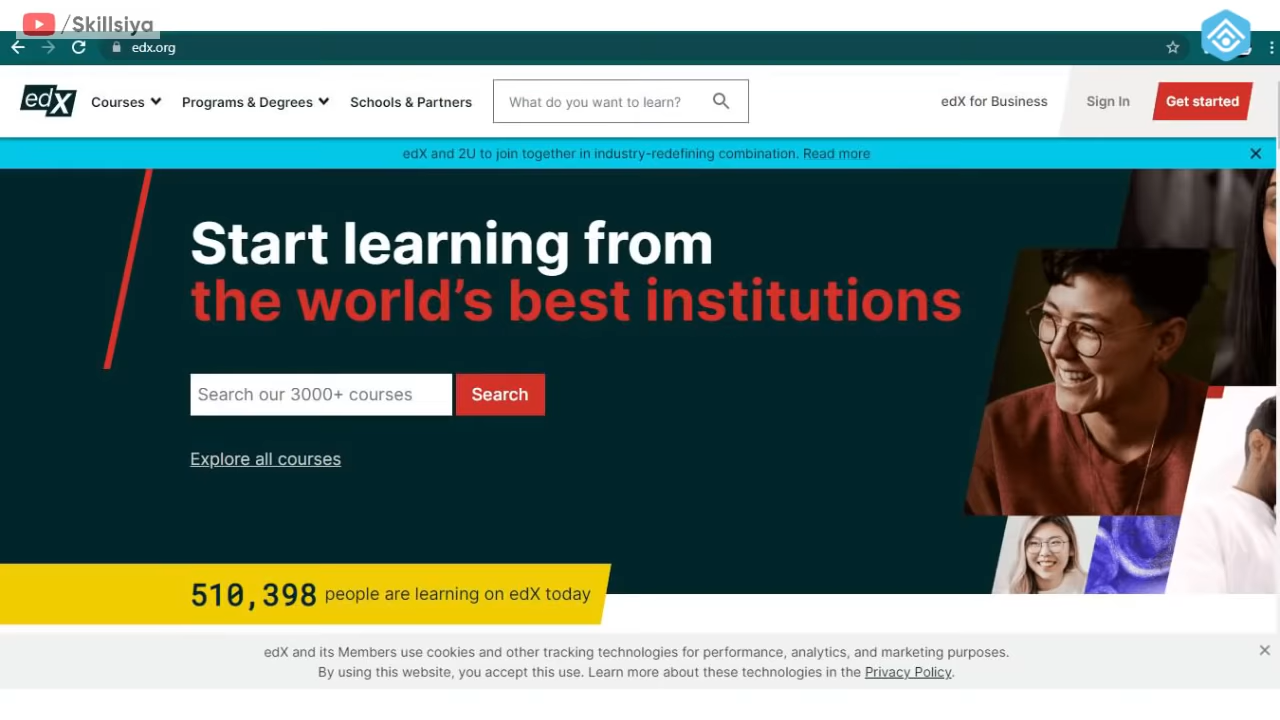 /Skillsiya
edx.org
edX
Courses
Programs & Degrees
Schools & Partners
What do you want to learn?
edX for Business
Sign In
Get started
edX and 2U to join together in industry-redefining combination. Read more
Start learning from
the world's best institutions
Search our 3000+ courses
Search
Explore all courses
510,398 people are learning on edX today
edX and its Members use cookies and other tracking technologies for performance, analytics, and marketing purposes.
By using this website, you accept this use. Learn more about these technologies in the Privacy Policy.